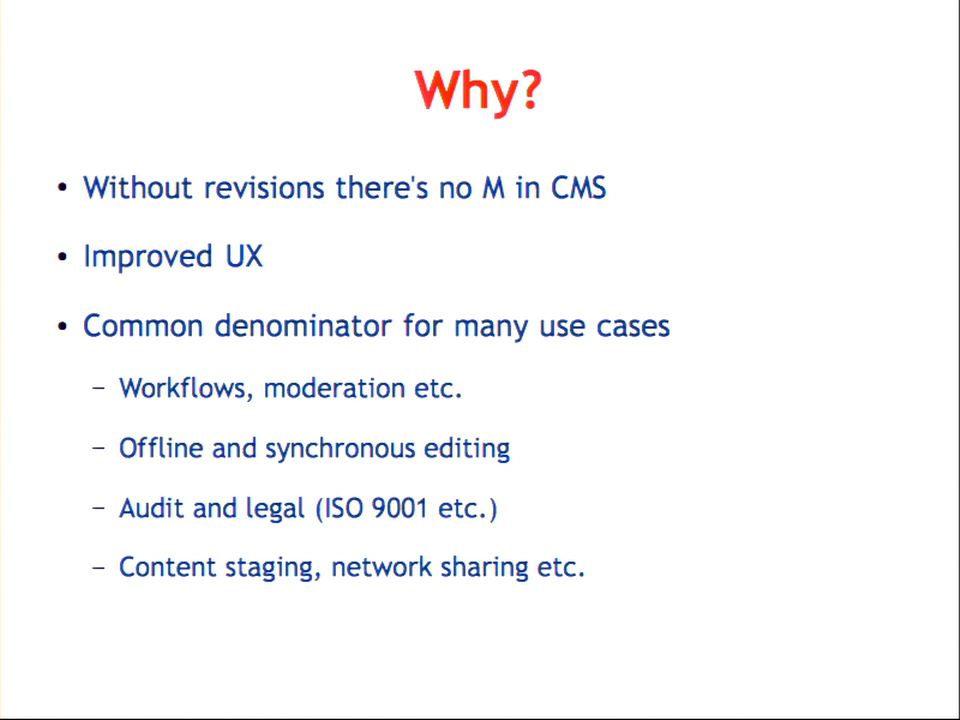 Why?
• Without revisions there's no M in CMS
• Improved UX
• Common denominator for many use cases
– Workflows, moderation etc.
– Offline and synchronous editing
– Audit and legal (ISO 9001 etc.)
– Content staging, network sharing etc.